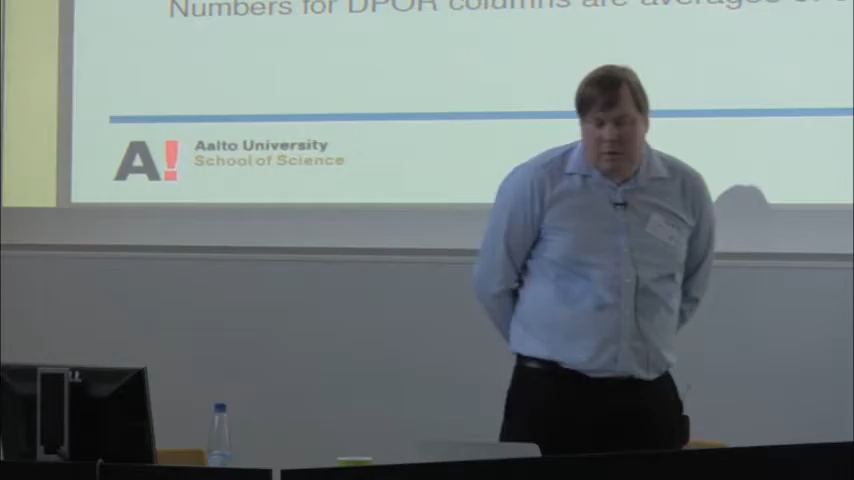 Numbers for DPOR columns are averages of
A! Aalto University
School of Science